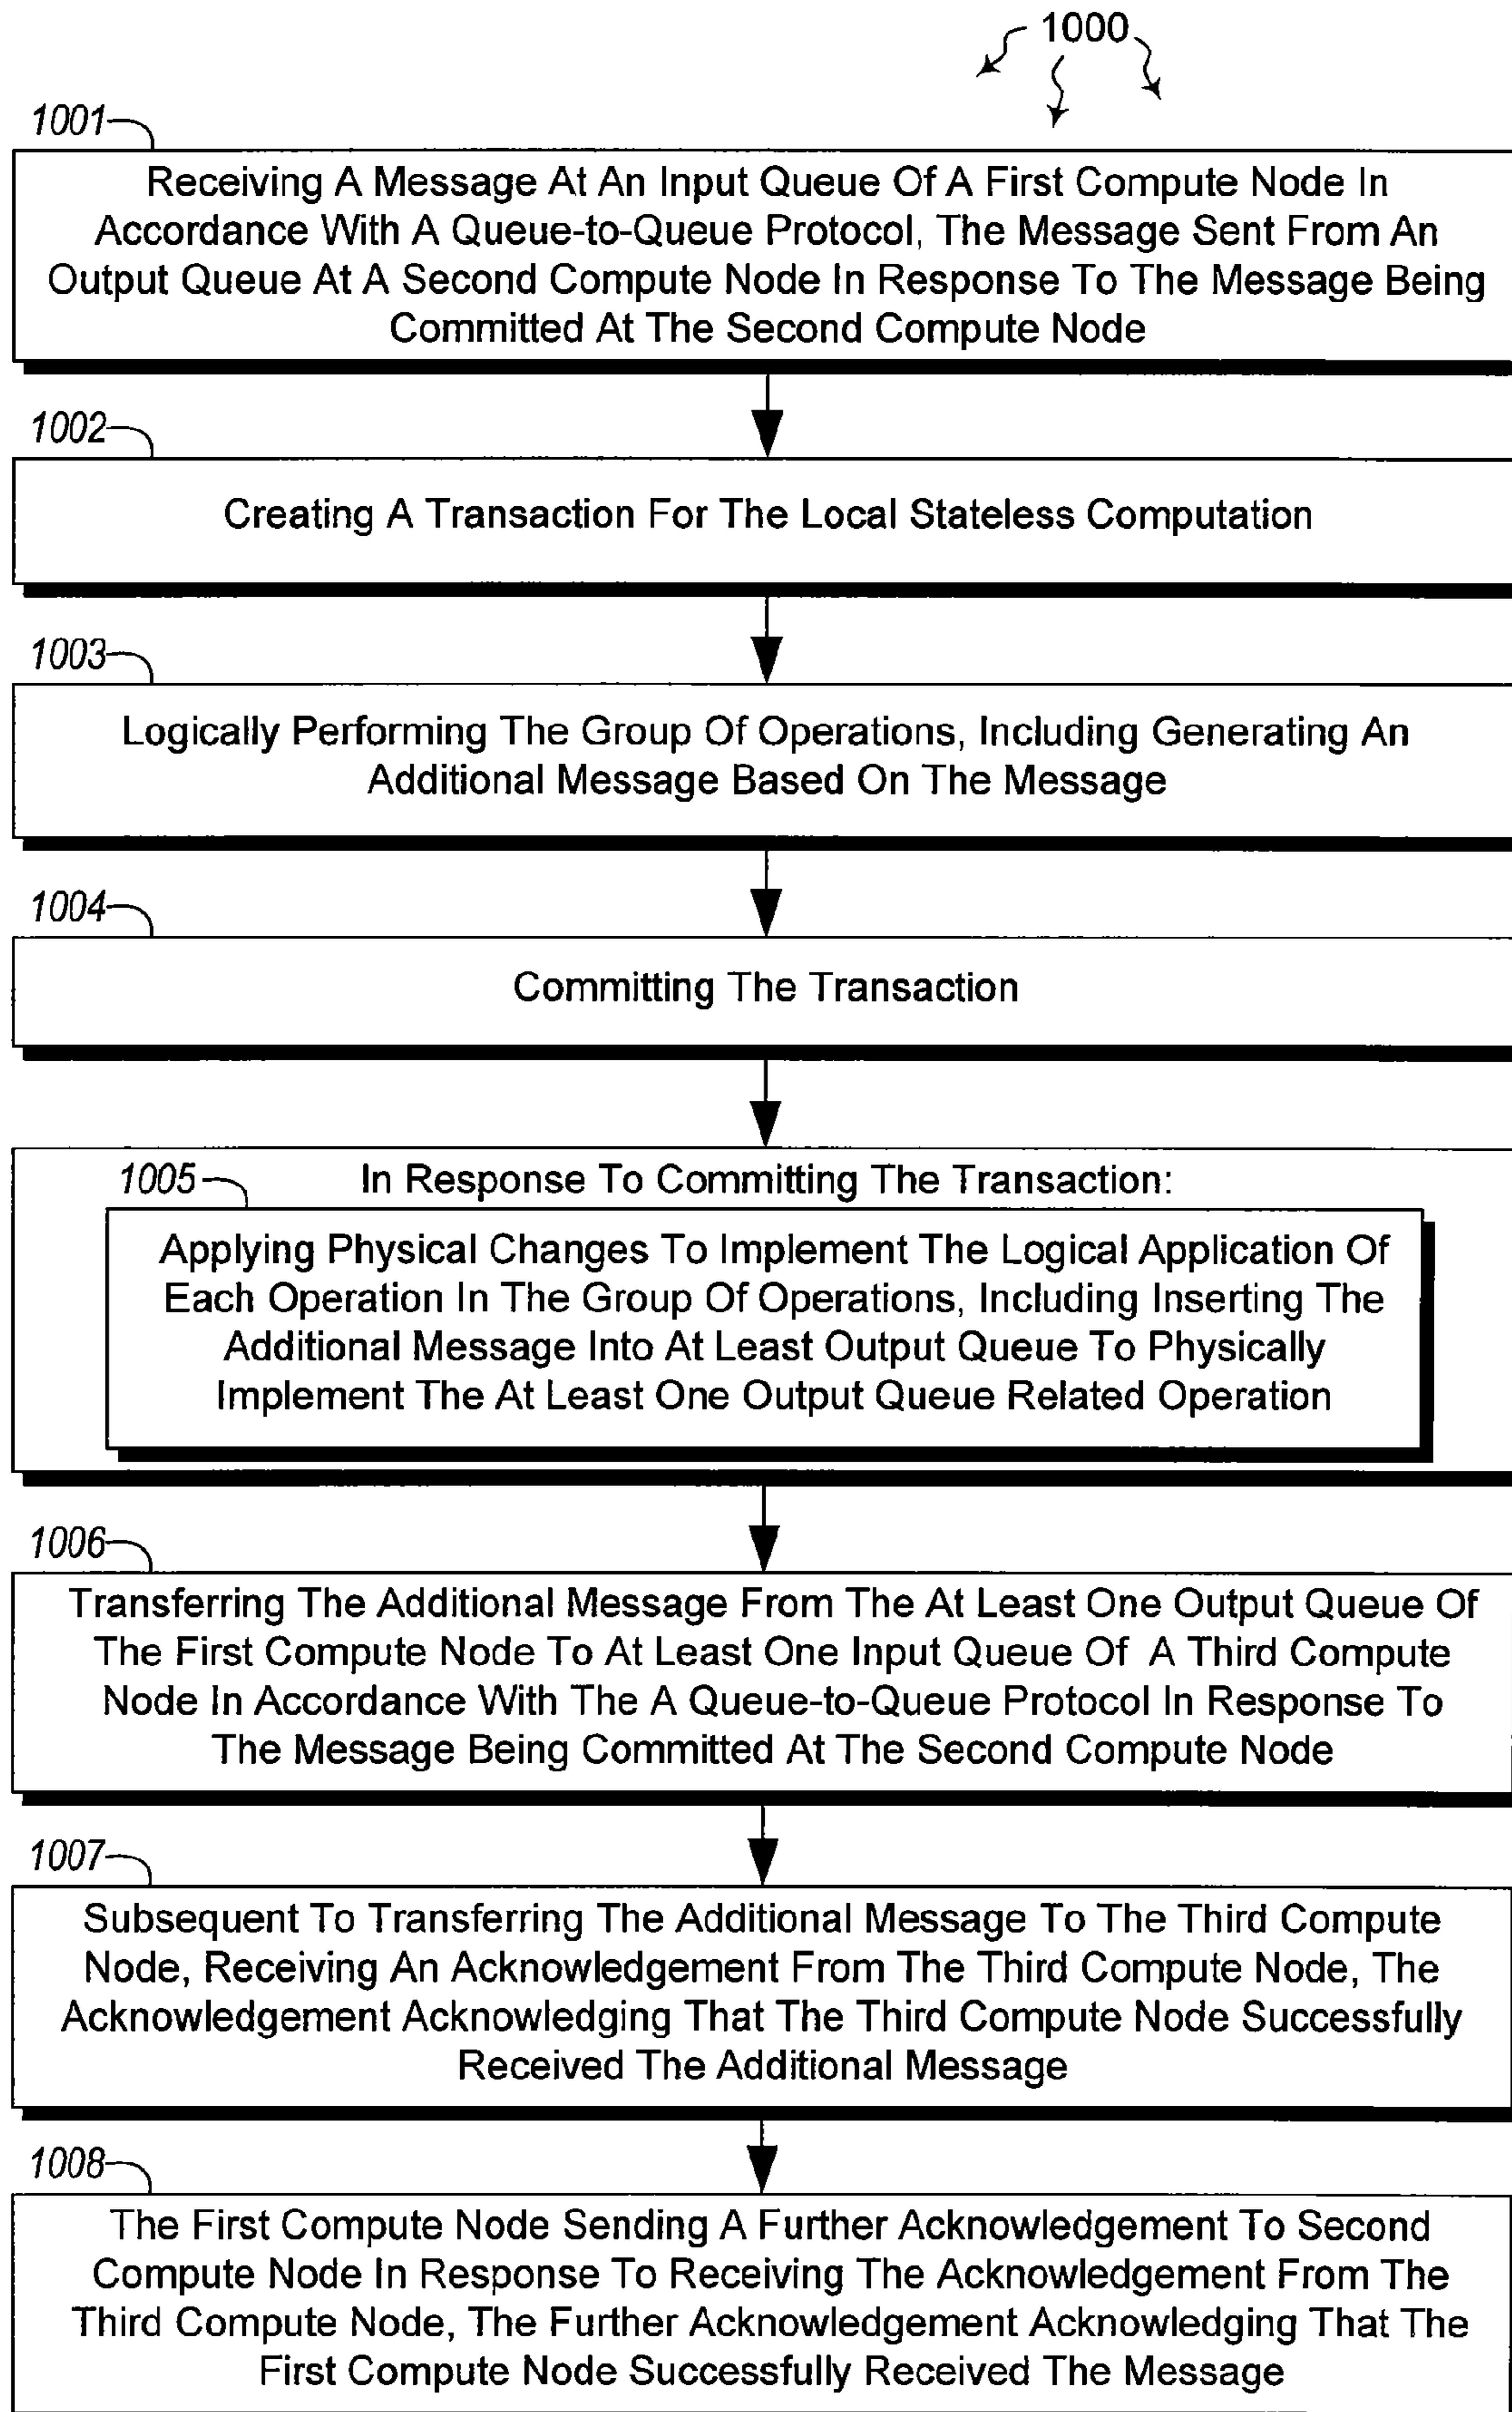 1000
1001
Receiving A Message At An Input Queue Of A First Compute Node In
Accordance With A Queue-to-Queue Protocol, The Message Sent From An
Output Queue At A Second Compute Node In Response To The Message Being
Committed At The Second Compute Node
1002
Creating A Transaction For The Local Stateless Computation
1003
Logically Performing The Group Of Operations, Including Generating An
Additional Message Based On The Message
1004
Committing The Transaction
1005
In Response To Committing The Transaction:
Applying Physical Changes To Implement The Logical Application Of
Each Operation In The Group Of Operations, Including Inserting The
Additional Message Into At Least Output Queue To Physically
Implement The At Least One Output Queue Related Operation
1006
Transferring The Additional Message From The At Least One Output Queue Of
The First Compute Node To At Least One Input Queue Of A Third Compute
Node In Accordance With The A Queue-to-Queue Protocol In Response To
The Message Being Committed At The Second Compute Node
1007
Subsequent To Transferring The Additional Message To The Third Compute
Node, Receiving An Acknowledgement From The Third Compute Node, The
Acknowledgement Acknowledging That The Third Compute Node Successfully
Received The Additional Message
1008
The First Compute Node Sending A Further Acknowledgement To Second
Compute Node In Response To Receiving The Acknowledgement From The
Third Compute Node, The Further Acknowledgement Acknowledging That The
First Compute Node Successfully Received The Message